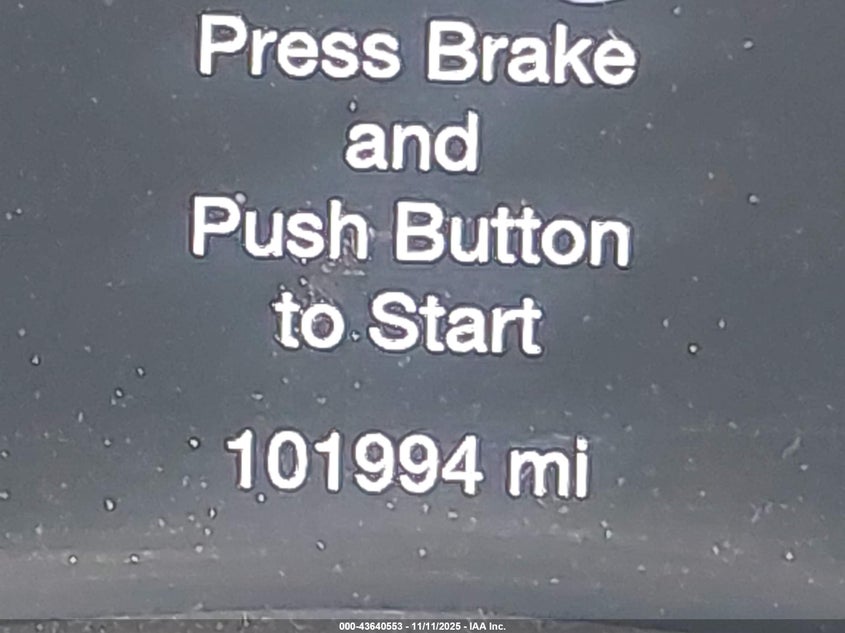 Press Brake
and
Push Button
to Start
101994 mi
000-43640553 - 11/11/2025 - IAA Inc.